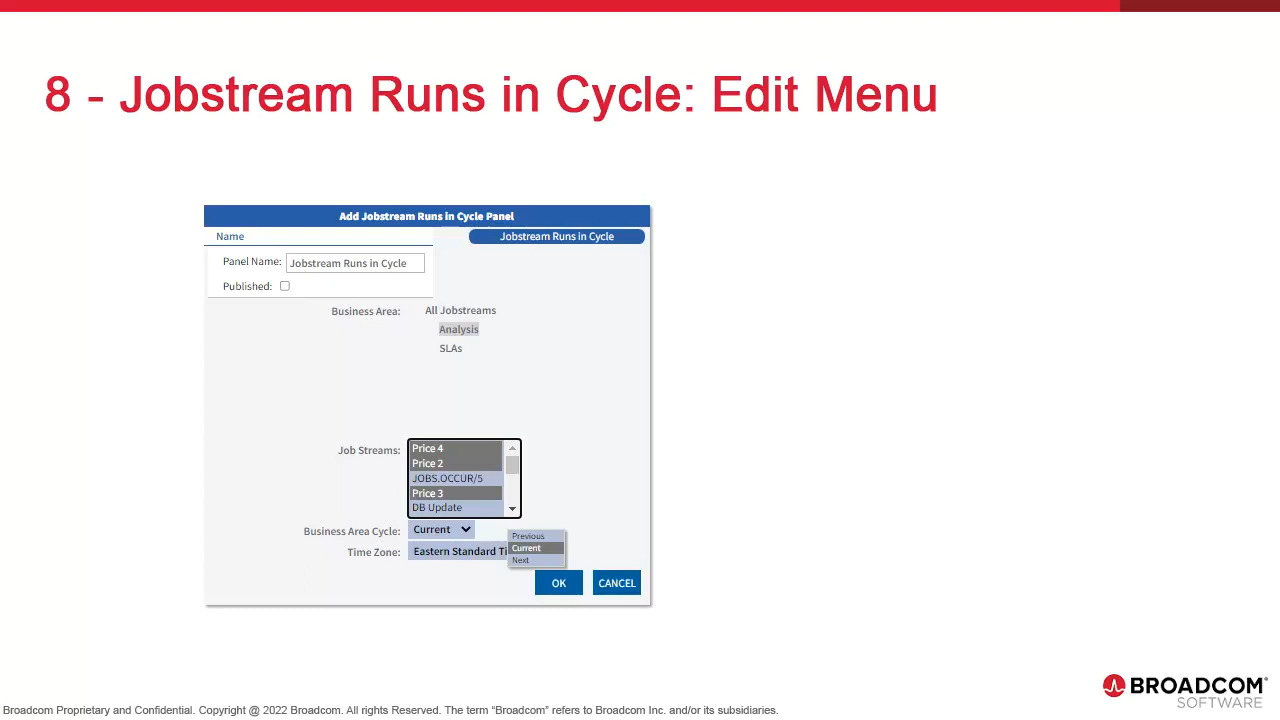 8 - Jobstream Runs in Cycle: Edit Menu
Add Jobstream Runs in Cycle Panel
Name
Jobstream Runs in Cycle
Panel Name: Jobstream Runs in Cycle
Published:
Business Area: All Jobstreams
Analysis
SLAs
Job Streams: Price 4
Price 2
JOBS.OCCUR/5
Price 3
DB Update
Business Area Cycle: Current
Previous
Current
Next
Time Zone: Eastern Standard Ti
OK CANCEL
BROADCOM®
SOFTWARE
Broadcom Proprietary and Confidential. Copyright @ 2022 Broadcom. All rights Reserved. The term “Broadcom” refers to Broadcom Inc. and/or its subsidiaries.